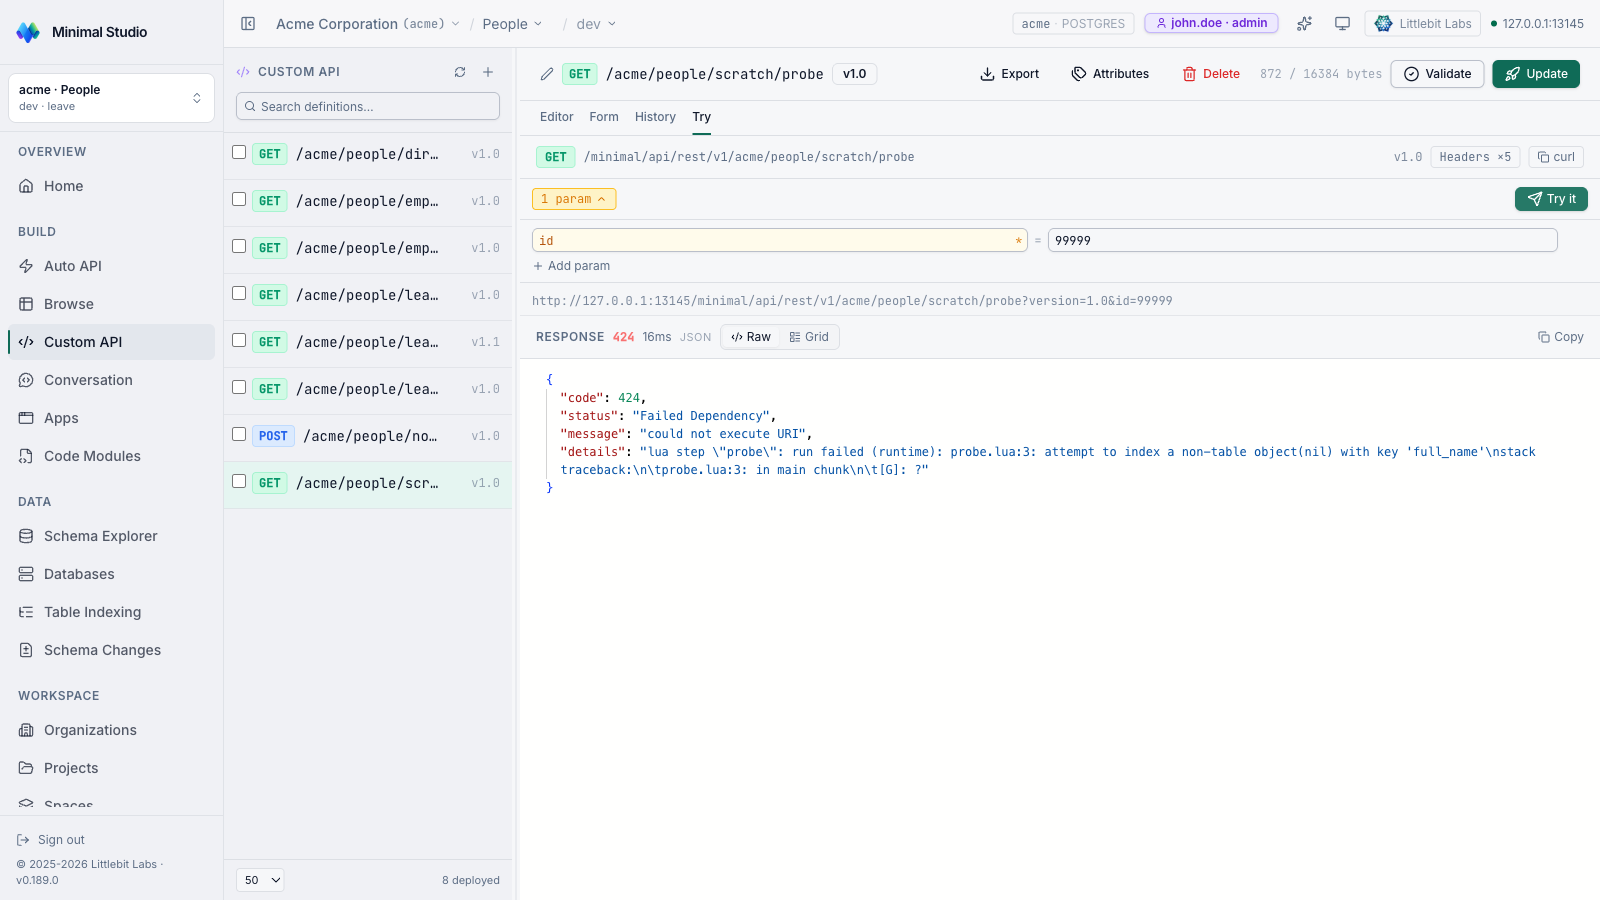 Minimal Studio
acme · People
dev · leave
OVERVIEW
Home
BUILD
Auto API
Browse
Custom API
Conversation
Apps
Code Modules
DATA
Schema Explorer
Databases
Table Indexing
Schema Changes
WORKSPACE
Organizations
Projects
Spaces
Sign out
© 2025-2026 Littlebit Labs ·
v0.189.0
Acme Corporation (acme) / People / dev
acme · POSTGRES
john.doe · admin
Littlebit Labs
127.0.0.1:13145
CUSTOM API
Search definitions...
GET /acme/people/dir... v1.0
GET /acme/people/emp... v1.0
GET /acme/people/emp... v1.0
GET /acme/people/lea... v1.0
GET /acme/people/lea... v1.1
GET /acme/people/lea... v1.0
POST /acme/people/no... v1.0
GET /acme/people/scr... v1.0
50
8 deployed
GET /acme/people/scratch/probe v1.0
Export
Attributes
Delete
872 / 16384 bytes
Validate
Update
Editor Form History Try
GET /minimal/api/rest/v1/acme/people/scratch/probe
v1.0 Headers ×5 curl
1 param
Try it
id * = 99999
+ Add param
http://127.0.0.1:13145/minimal/api/rest/v1/acme/people/scratch/probe?version=1.0&id=99999
RESPONSE 424 16ms JSON Raw Grid
Copy
{
"code": 424,
"status": "Failed Dependency",
"message": "could not execute URI",
"details": "lua step \"probe\": run failed (runtime): probe.lua:3: attempt to index a non-table object(nil) with key 'full_name'\nstack
traceback:\n\tprobe.lua:3: in main chunk\n\t[G]: ?"
}